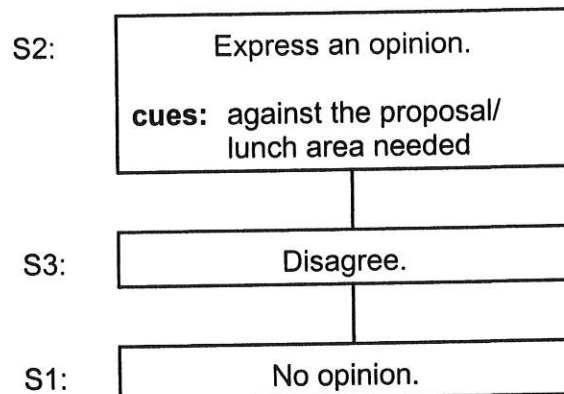 S2: Express an opinion.
cues: against the proposal/
lunch area needed
S3: Disagree.
S1: No opinion.